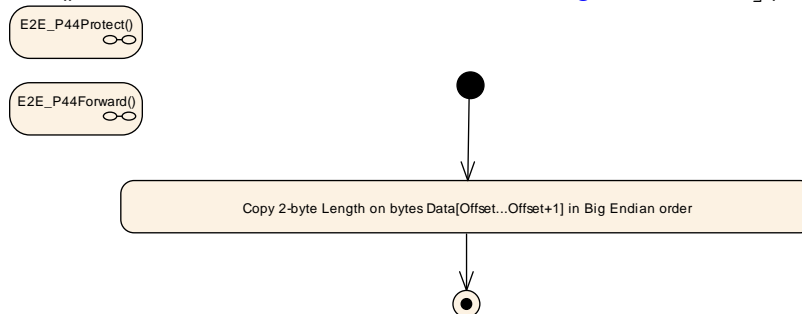 E2E_P44Protect()
E2E_P44Forward()
Copy 2-byte Length on bytes Data[Offset...Offset+1] in Big Endian order